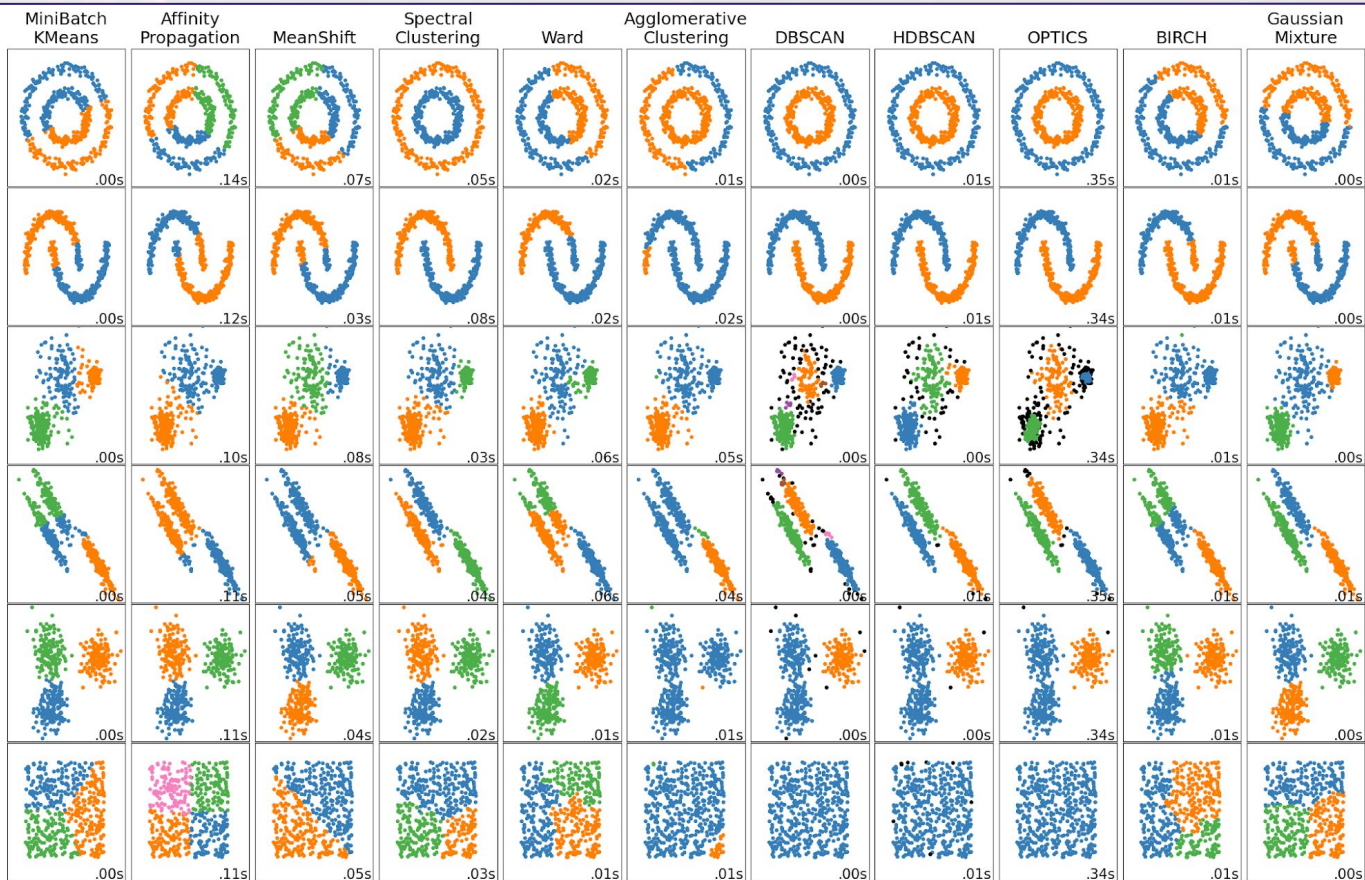 MiniBatch
KMeans
Affinity
Propagation
MeanShift
Spectral
Clustering
Ward
Agglomerative
Clustering
DBSCAN
HDBSCAN
OPTICS
BIRCH
Gaussian
Mixture
.00s .14s .07s .05s .02s .01s .00s .01s .35s .01s .00s
.00s .12s .03s .08s .02s .02s .00s .01s .34s .01s .00s
.00s .10s .08s .03s .06s .05s .00s .00s .34s .01s .00s
.00s .11s .05s .04s .06s .04s .00s .01s .35s .01s .01s
.00s .11s .04s .02s .01s .01s .00s .00s .34s .00s .00s
.00s .11s .05s .03s .01s .01s .00s .01s .34s .01s .00s